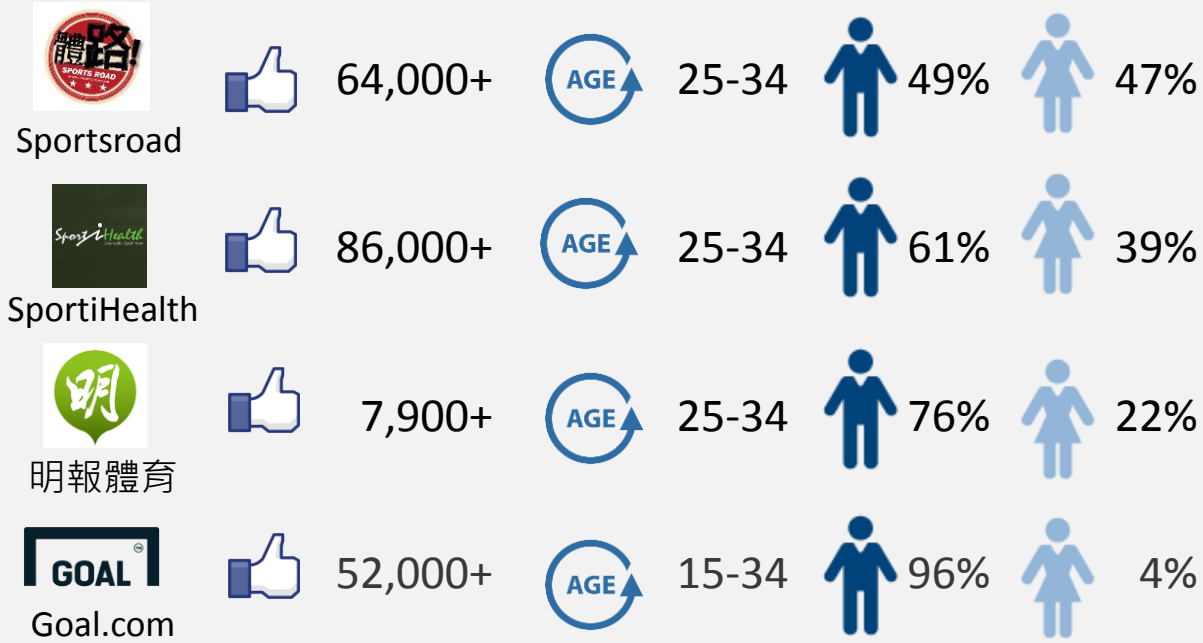 體路!
SPORTS ROAD
64,000+ AGE 25-34 49% 47%
Sportsroad
Sport i Health
86,000+ AGE 25-34 61% 39%
SportiHealth
明
7,900+ AGE 25-34 76% 22%
明報體育
GOAL
52,000+ AGE 15-34 96% 4%
Goal.com